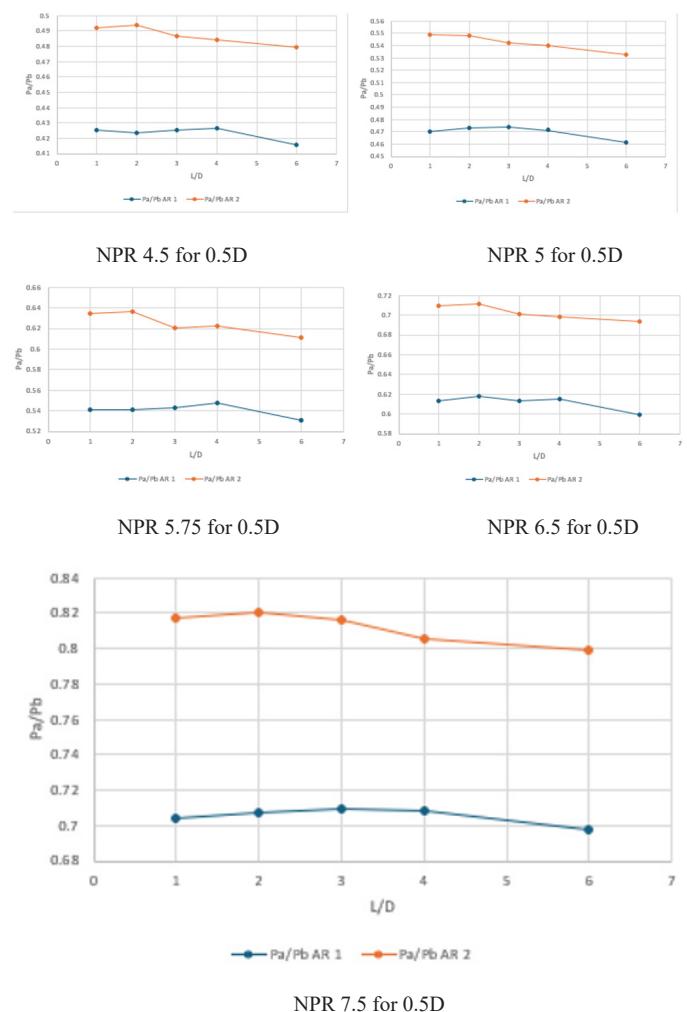 0.5
0.49
0.48
0.47
0.46
0.45
0.44
0.43
0.42
0.41
Pa/Pb
0 1 2 3 4 5 6 7
L/D
Pa/Pb AR 1 Pa/Pb AR 2
NPR 4.5 for 0.5D
0.56
0.55
0.54
0.53
0.52
0.51
0.5
0.49
0.48
0.47
0.46
0.45
Pa/Pb
0 1 2 3 4 5 6 7
L/D
Pa/Pb AR 1 Pa/Pb AR 2
NPR 5 for 0.5D
0.66
0.64
0.62
0.6
0.58
0.56
0.54
0.52
Pa/Pb
0 1 2 3 4 5 6 7
L/D
Pa/Pb AR 1 Pa/Pb AR 2
NPR 5.75 for 0.5D
0.72
0.7
0.68
0.66
0.64
0.62
0.6
0.58
Pa/Pb
0 1 2 3 4 5 6 7
L/D
Pa/Pb AR 1 Pa/Pb AR 2
NPR 6.5 for 0.5D
0.84
0.82
0.8
0.78
0.76
0.74
0.72
0.7
0.68
Pa/Pb
0 1 2 3 4 5 6 7
L/D
Pa/Pb AR 1 Pa/Pb AR 2
NPR 7.5 for 0.5D